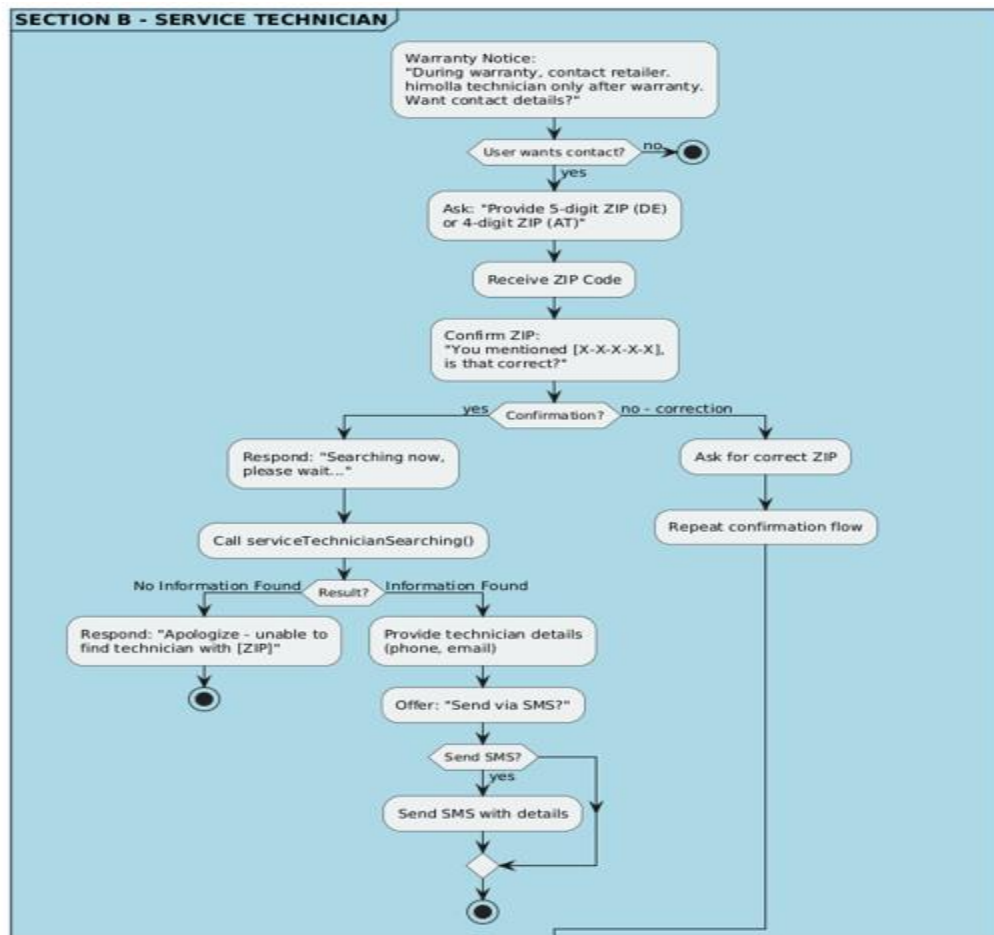 SECTION B - SERVICE TECHNICIAN
Warranty Notice:
"During warranty, contact retailer.
himolla technician only after warranty.
Want contact details?"
User wants contact?
no
yes
Ask: "Provide 5-digit ZIP (DE)
or 4-digit ZIP (AT)"
Receive ZIP Code
Confirm ZIP:
"You mentioned [X-X-X-X-X],
is that correct?"
yes
Confirmation?
no - correction
Respond: "Searching now,
please wait..."
Ask for correct ZIP
Call serviceTechnicianSearching()
Repeat confirmation flow
No Information Found
Result?
Information Found
Respond: "Apologize - unable to
find technician with [ZIP]"
Provide technician details
(phone, email)
Offer: "Send via SMS?"
Send SMS?
yes
Send SMS with details